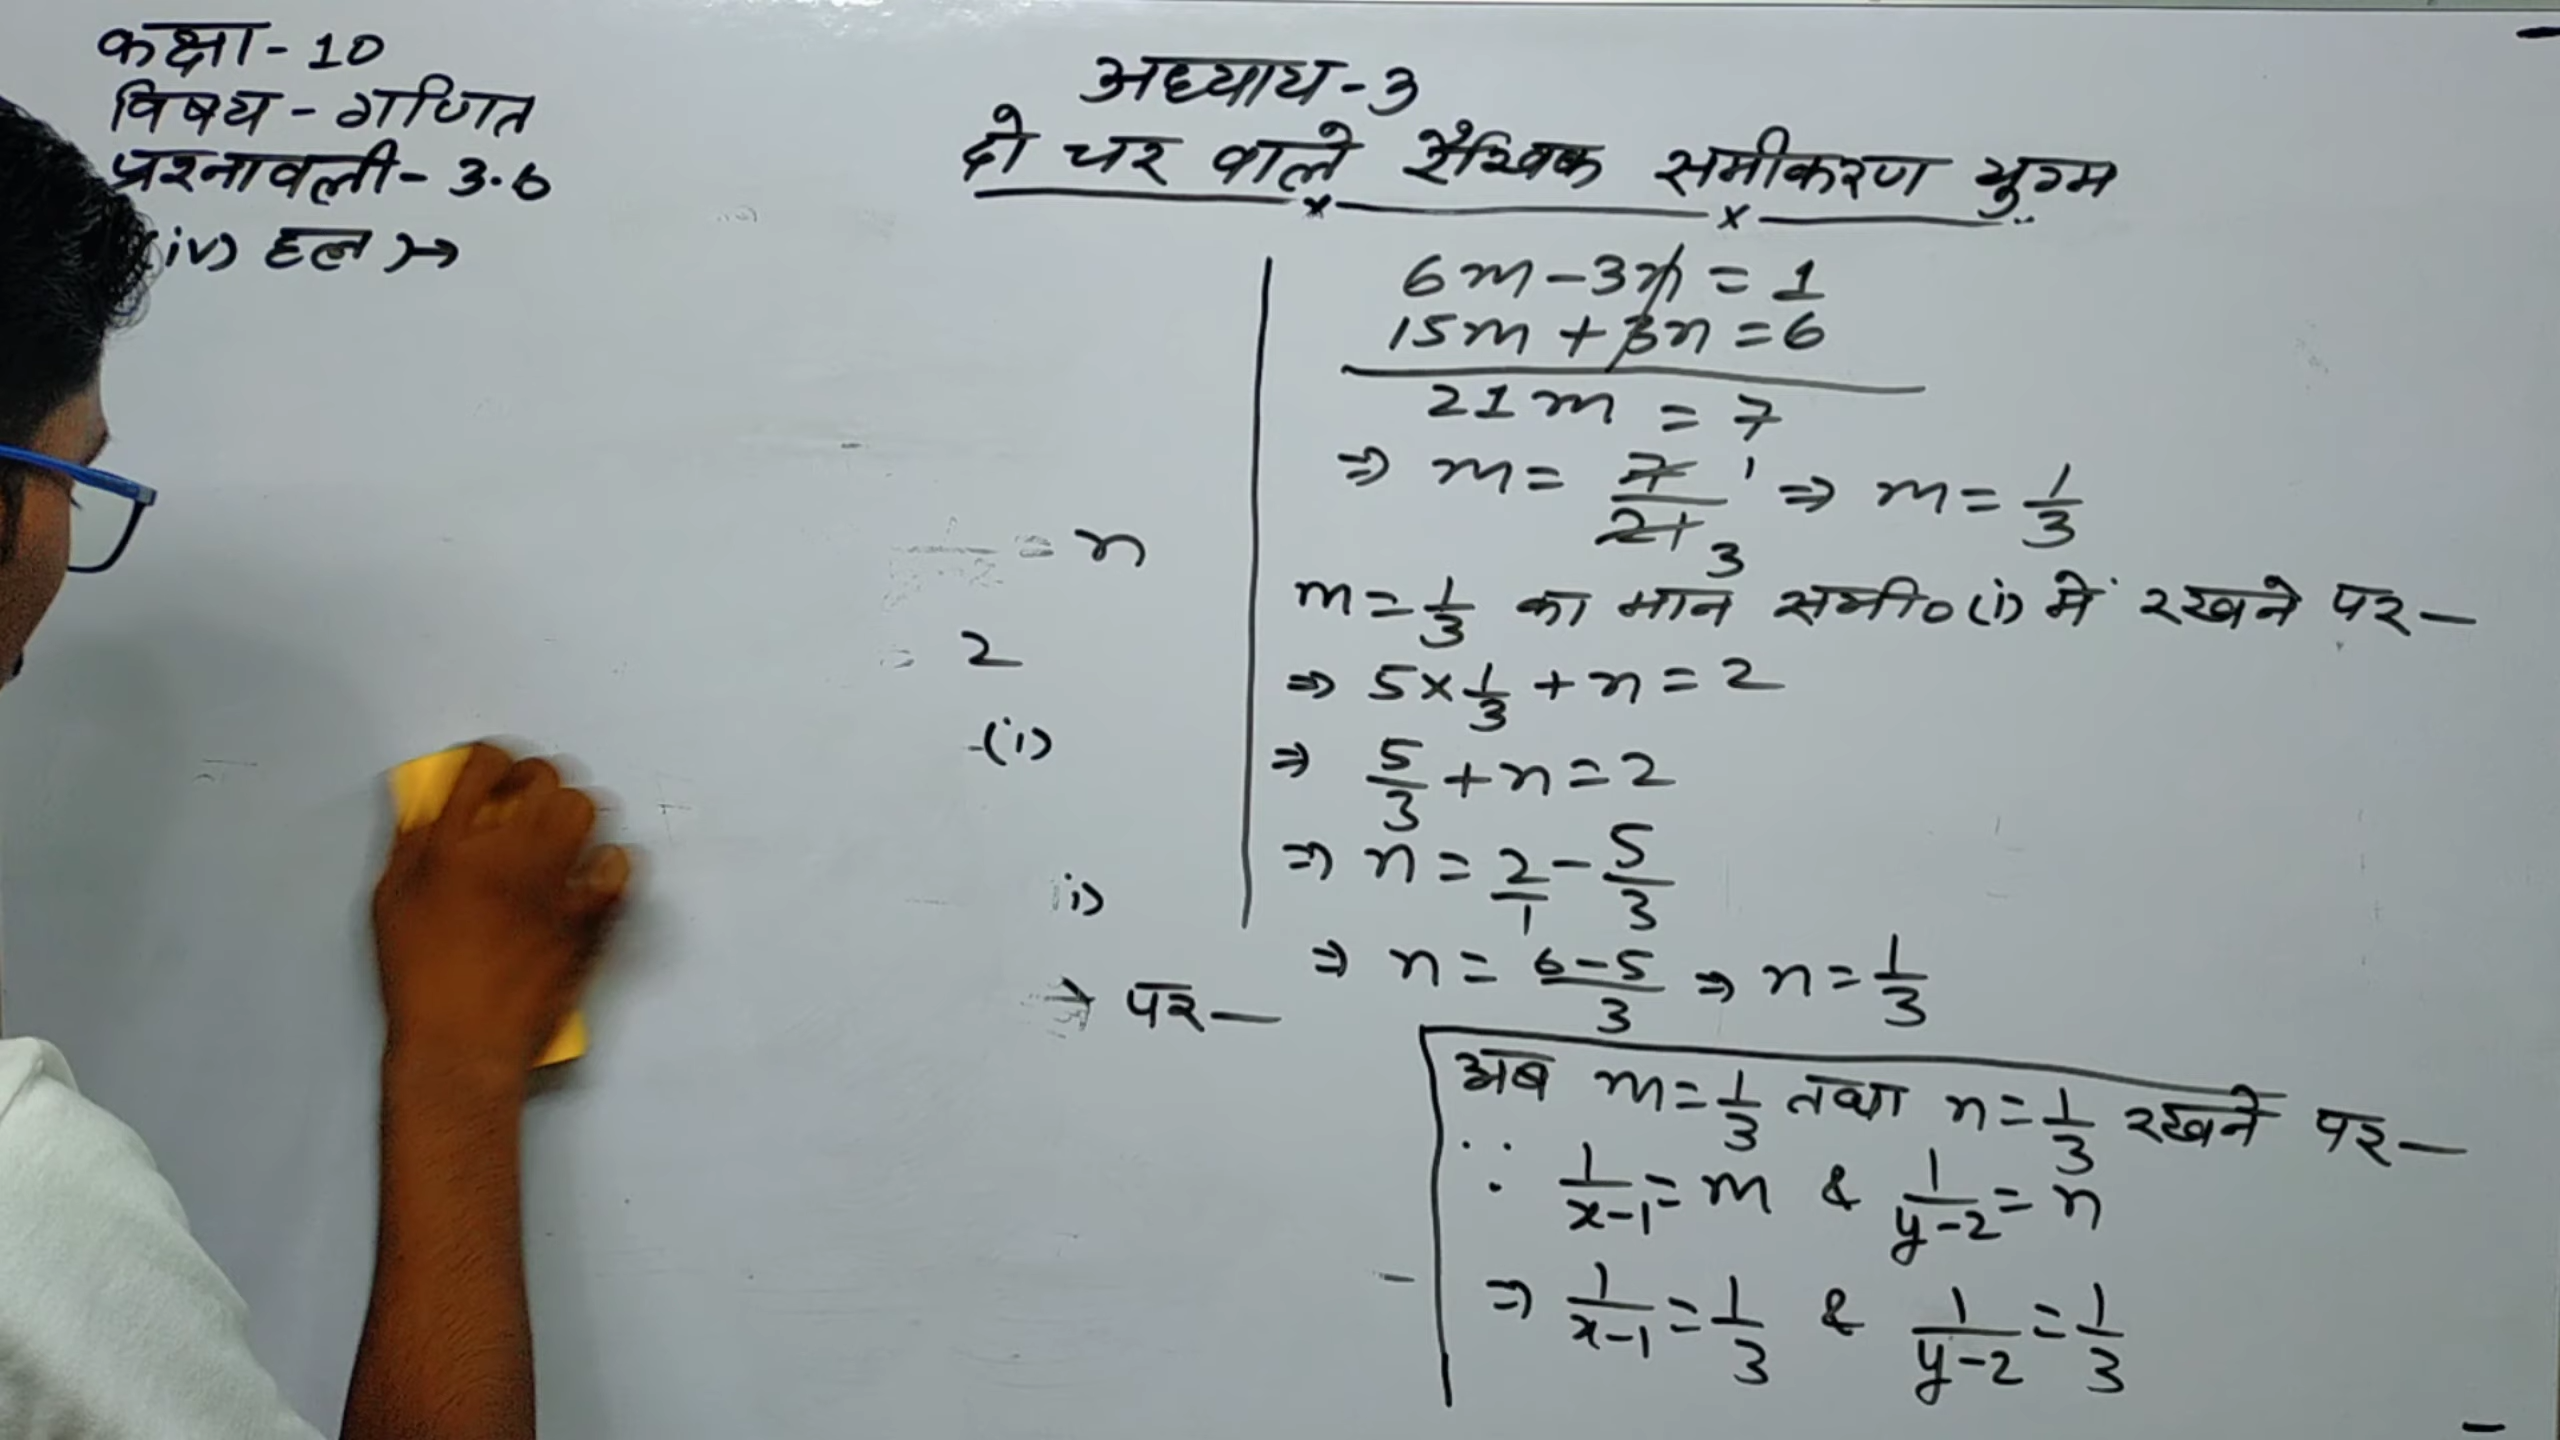 कक्षा - 10
विषय - गणित
प्रश्नावली - 3.6
(iv) हल :→
अध्याय - 3
दो चर वाले रैखिक समीकरण युग्म
= n
= 2
-(i)
i)
→ पर —
6m - 3n = 1
15m + 3n = 6
21m = 7
⇒ m = 7/21 1/3 ⇒ m = 1/3
m = 1/3 का मान समी० (i) में रखने पर —
⇒ 5 × 1/3 + n = 2
⇒ 5/3 + n = 2
⇒ n = 2/1 - 5/3
⇒ n = (6-5)/3 ⇒ n = 1/3
अब m = 1/3 तथा n = 1/3 रखने पर —
∵ 1/(x-1) = m & 1/(y-2) = n
⇒ 1/(x-1) = 1/3 & 1/(y-2) = 1/3